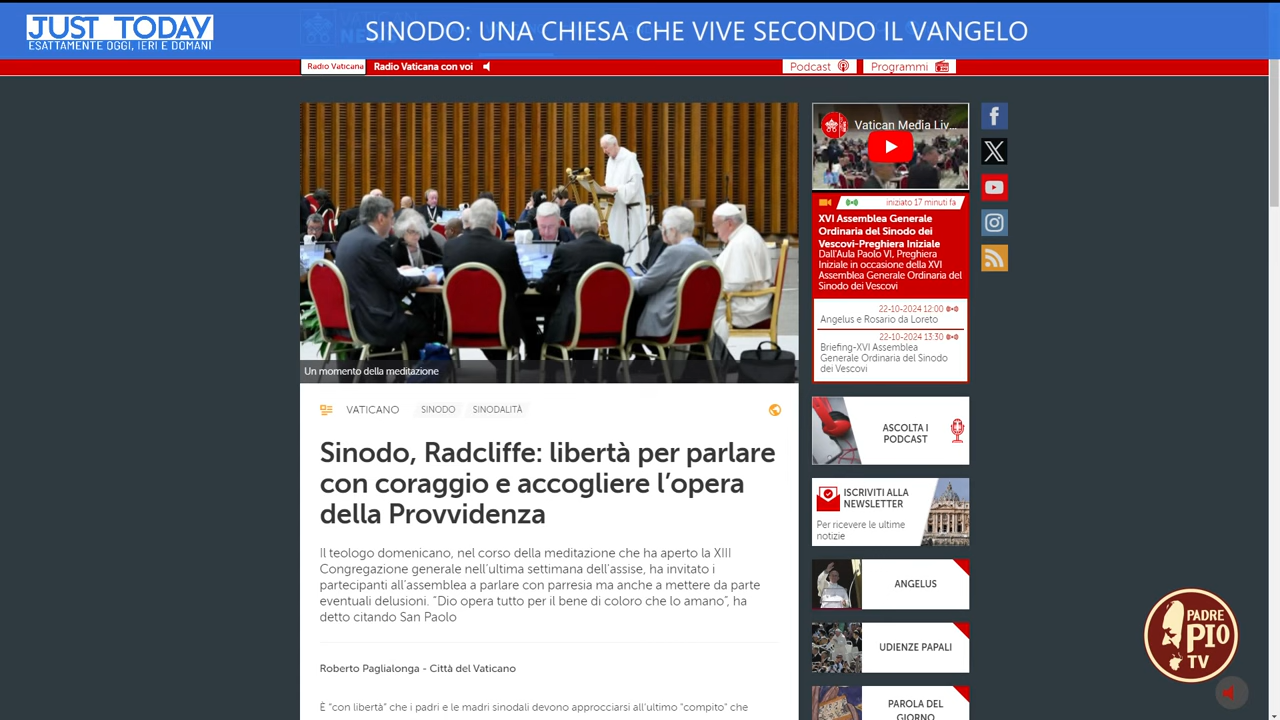 JUST TODAY
ESATTAMENTE OGGI, IERI E DOMANI
SINODO: UNA CHIESA CHE VIVE SECONDO IL VANGELO
Radio Vaticana
Radio Vaticana con voi
Podcast
Programmi
Un momento della meditazione
VATICANO
SINODO
SINODALITÀ
Sinodo, Radcliffe: libertà per parlare
con coraggio e accogliere l’opera
della Provvidenza
Il teologo domenicano, nel corso della meditazione che ha aperto la XIII
Congregazione generale nell'ultima settimana dell'assise, ha invitato i
partecipanti all'assemblea a parlare con parresia ma anche a mettere da parte
eventuali delusioni. "Dio opera tutto per il bene di coloro che lo amano", ha
detto citando San Paolo
Roberto Paglialonga - Città del Vaticano
È "con libertà" che i padri e le madri sinodali devono approcciarsi all'ultimo "compito" che
Vatican Media Liv...
iniziato 17 minuti fa
XVI Assemblea Generale
Ordinaria del Sinodo dei
Vescovi-Preghiera Iniziale
Dall'Aula Paolo VI, Preghiera
Iniziale in occasione della XVI
Assemblea Generale Ordinaria del
Sinodo dei Vescovi
22-10-2024 12:00
Angelus e Rosario da Loreto
22-10-2024 13:30
Briefing-XVI Assemblea
Generale Ordinaria del Sinodo
dei Vescovi
ASCOLTA I
PODCAST
ISCRIVITI ALLA
NEWSLETTER
Per ricevere le ultime
notizie
ANGELUS
UDIENZE PAPALI
PAROLA DEL
GIORNO
PADRE
PIO
TV